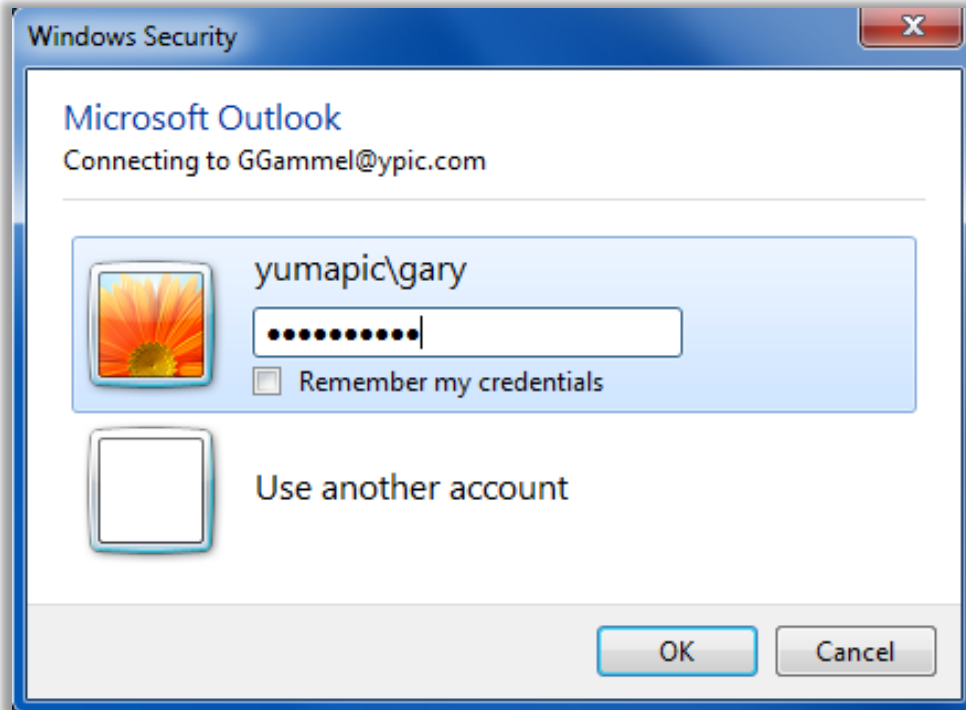 Windows Security
Microsoft Outlook
Connecting to GGammel@ypic.com
yumapic\gary
●●●●●●●●●●
Remember my credentials
Use another account
OK
Cancel